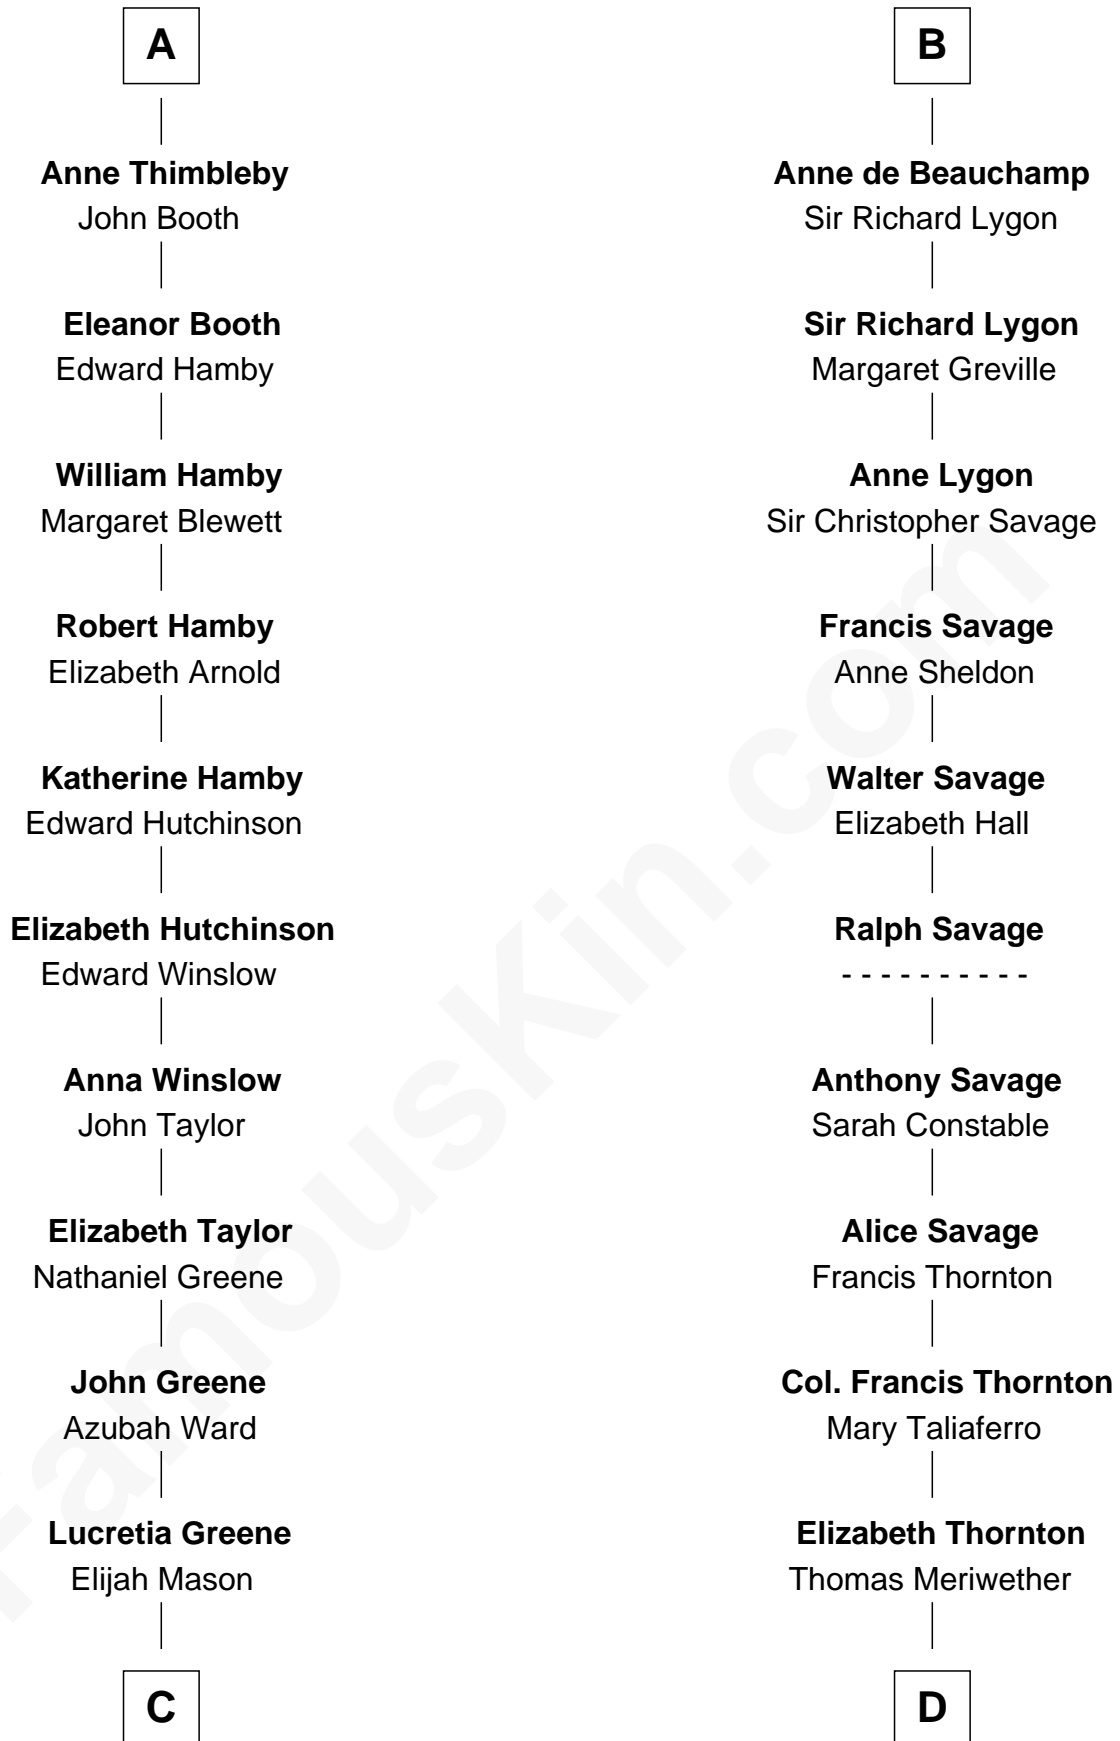 A
Anne Thimbleby
John Booth
Eleanor Booth
Edward Hamby
William Hamby
Margaret Blewett
Robert Hamby
Elizabeth Arnold
Katherine Hamby
Edward Hutchinson
Elizabeth Hutchinson
Edward Winslow
Anna Winslow
John Taylor
Elizabeth Taylor
Nathaniel Greene
John Greene
Azubah Ward
Lucretia Greene
Elijah Mason
C
B
Anne de Beauchamp
Sir Richard Lygon
Sir Richard Lygon
Margaret Greville
Anne Lygon
Sir Christopher Savage
Francis Savage
Anne Sheldon
Walter Savage
Elizabeth Hall
Ralph Savage
- - - - - - - - - -
Anthony Savage
Sarah Constable
Alice Savage
Francis Thornton
Col. Francis Thornton
Mary Taliaferro
Elizabeth Thornton
Thomas Meriwether
D
FamousKin.com